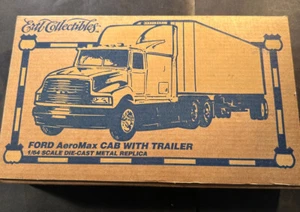 Ertl Collectibles
FORD AeroMax CAB WITH TRAILER
1/64 SCALE DIE-CAST METAL REPLICA